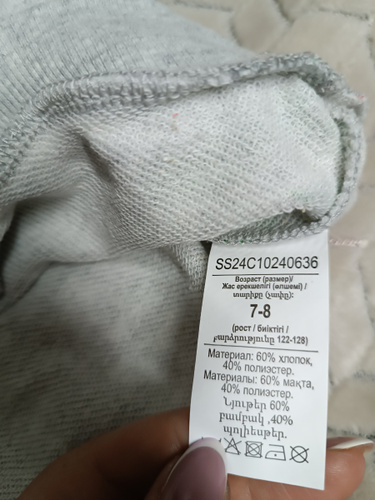 SS24C10240636
Возраст (размер)/
Жас ерекшелігі (өлшемі) /
տարիքը (չափը):
7-8
(рост / биіктігі /
բարձրությունը 122-128)
Материал: 60% хлопок,
40% полиэстер.
Материалы: 60% мақта,
40% полиэстер.
Նյութեր 60%
բամբակ ,40%
պոլիեսթեր.